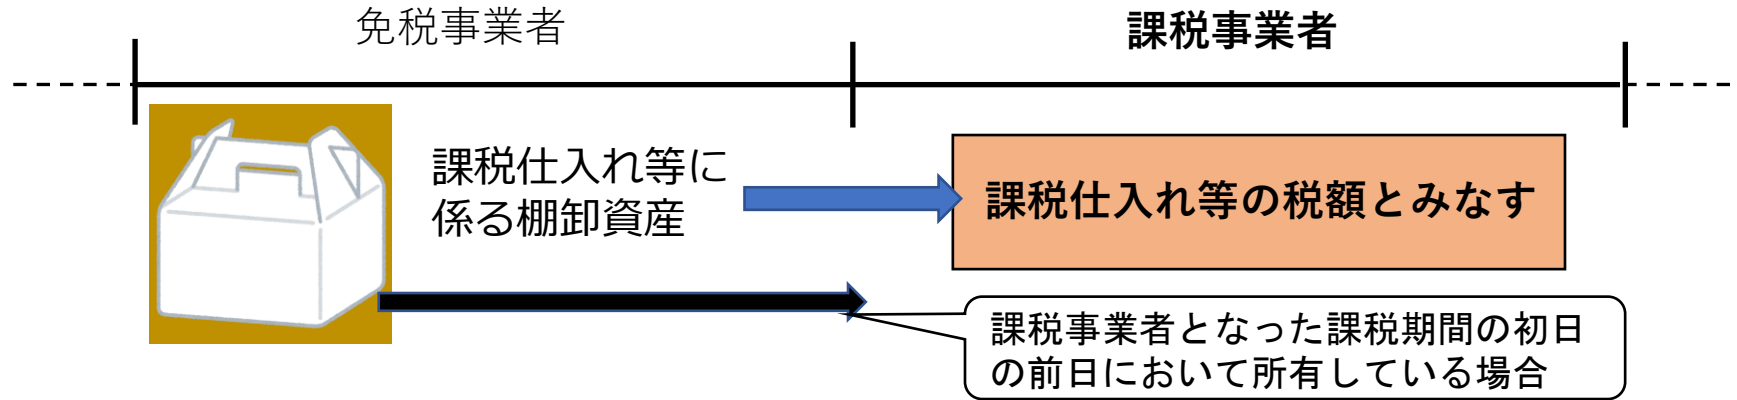 免税事業者
課税事業者
課税仕入れ等に
係る棚卸資産
課税仕入れ等の税額とみなす
課税事業者となった課税期間の初日
の前日において所有している場合